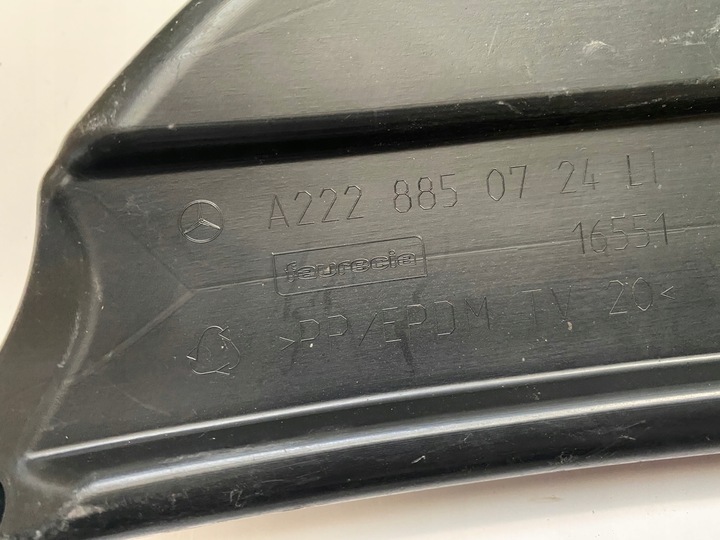 A222 885 07 24 LI
faurecia
16551
>PP/EPDM TV 20<